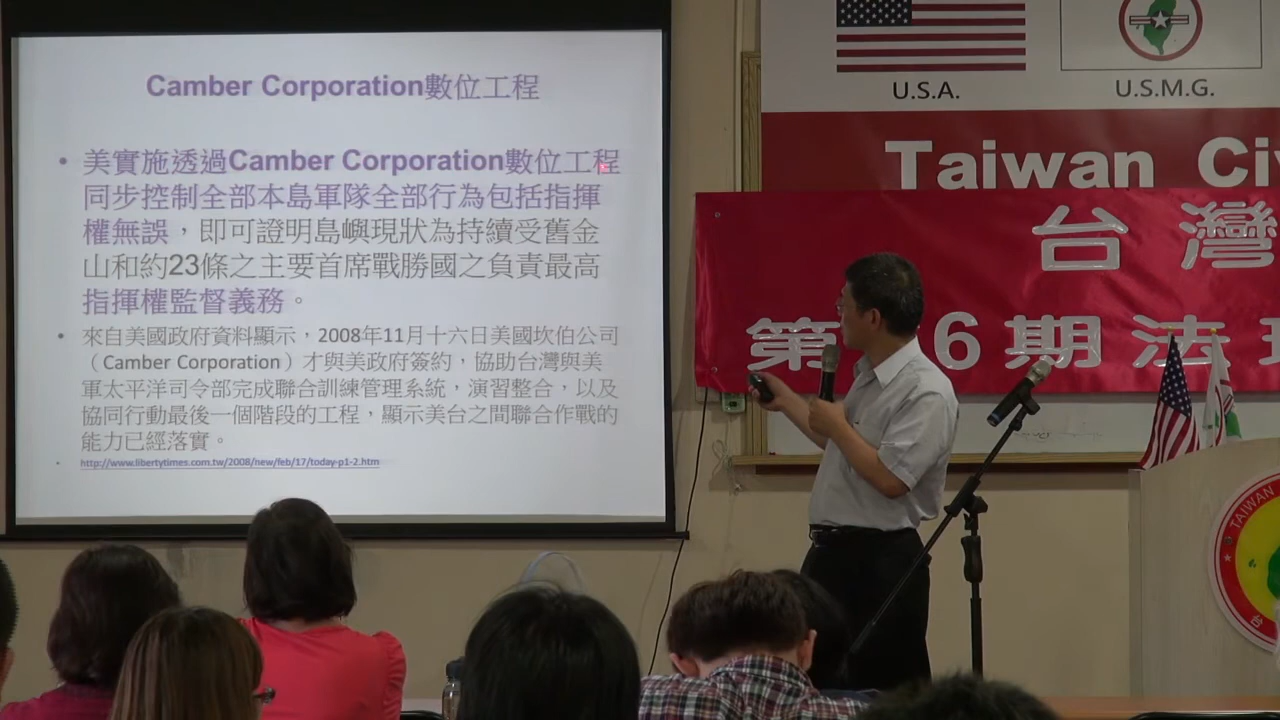 Camber Corporation數位工程
• 美實施透過Camber Corporation數位工程
同步控制全部本島軍隊全部行為包括指揮
權無誤，即可證明島嶼現狀為持續受舊金
山和約23條之主要首席戰勝國之負責最高
指揮權監督義務。
• 來自美國政府資料顯示，2008年11月十六日美國坎伯公司
（Camber Corporation）才與美政府簽約，協助台灣與美
軍太平洋司令部完成聯合訓練管理系統，演習整合，以及
協同行動最後一個階段的工程，顯示美台之間聯合作戰的
能力已經落實。
• http://www.libertytimes.com.tw/2008/new/feb/17/today-p1-2.htm
U.S.A.
U.S.M.G.
Taiwan Civ
台灣
第 6期法理
TAIWAN
台